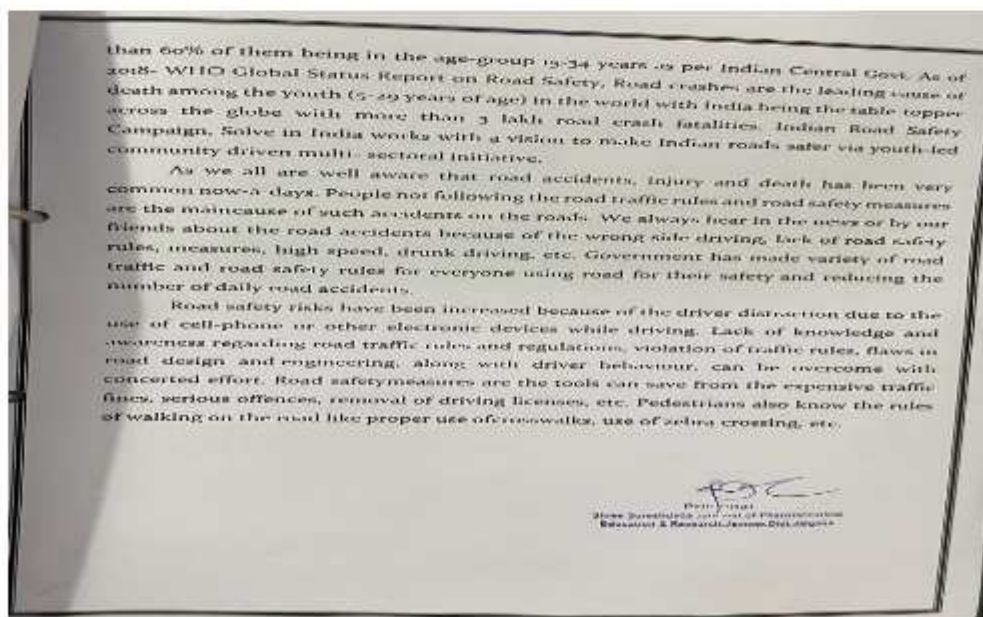 than 60% of them being in the age-group 15-34 years as per Indian Central Govt. As of
2018- WHO Global Status Report on Road Safety, Road crashes are the leading cause of
death among the youth (5-29 years of age) in the world with India being the table topper
across the globe with more than 3 lakh road crash fatalities. Indian Road Safety
Campaign, Solve in India works with a vision to make Indian roads safer via youth-led
community driven multi- sectoral initiative.
As we all are well aware that road accidents, injury and death has been very
common now-a days. People not following the road traffic rules and road safety measures
are the maincause of such accidents on the roads. We always hear in the news or by our
friends about the road accidents because of the wrong side driving, lack of road safety
rules, measures, high speed, drunk driving, etc. Government has made variety of road
traffic and road safety rules for everyone using road for their safety and reducing the
number of daily road accidents.
Road safety risks have been increased because of the driver distraction due to the
use of cell-phone or other electronic devices while driving. Lack of knowledge and
awareness regarding road traffic rules and regulations, violation of traffic rules, flaws in
road design and engineering, along with driver behaviour, can be overcome with
concerted effort. Road safetymeasures are the tools can save from the expensive traffic
fines, serious offences, removal of driving licenses, etc. Pedestrians also know the rules
of walking on the road like proper use ofcrosswalks, use of zebra crossing, etc.
Shree of Pharmaceutical
Education & Research, Jamner, Dist. Jalgaon